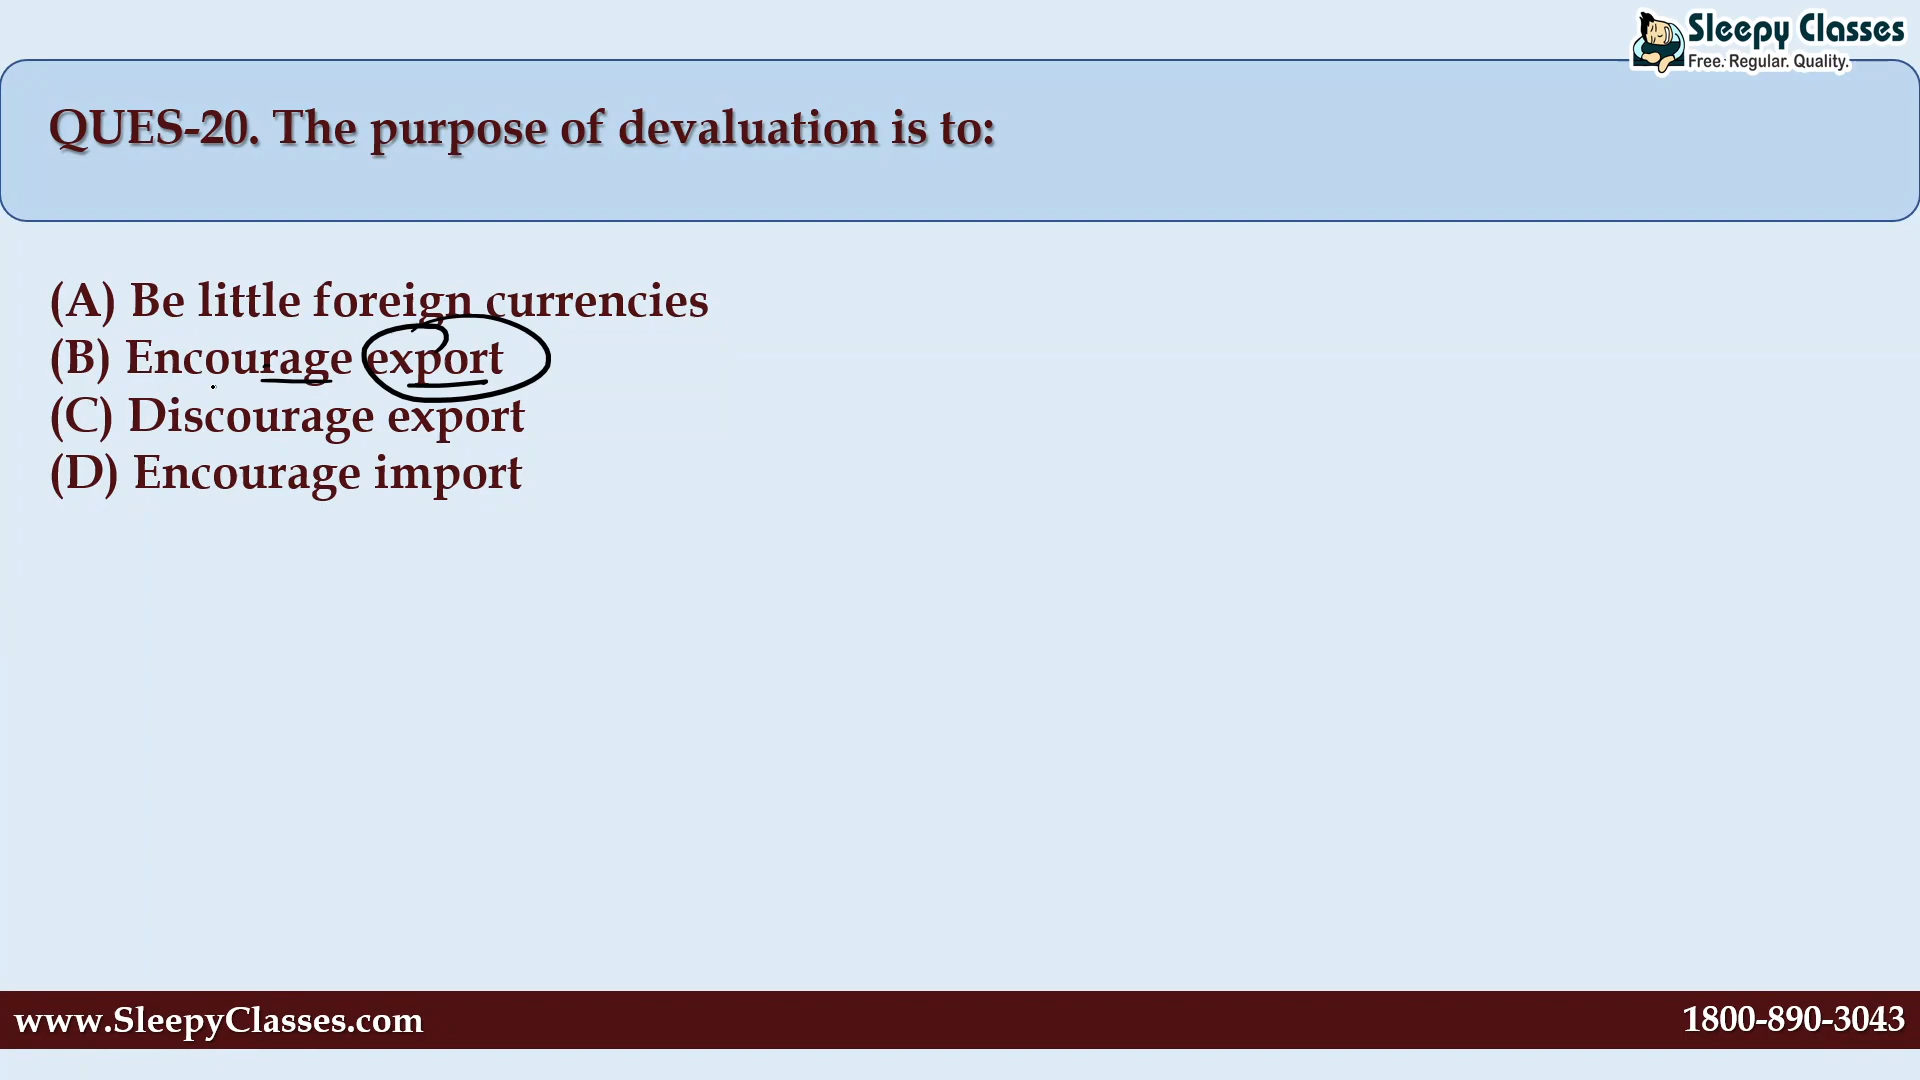 Sleepy Classes
Free. Regular. Quality.
QUES-20. The purpose of devaluation is to:
(A) Be little foreign currencies
(B) Encourage export
(C) Discourage export
(D) Encourage import
www.SleepyClasses.com
1800-890-3043